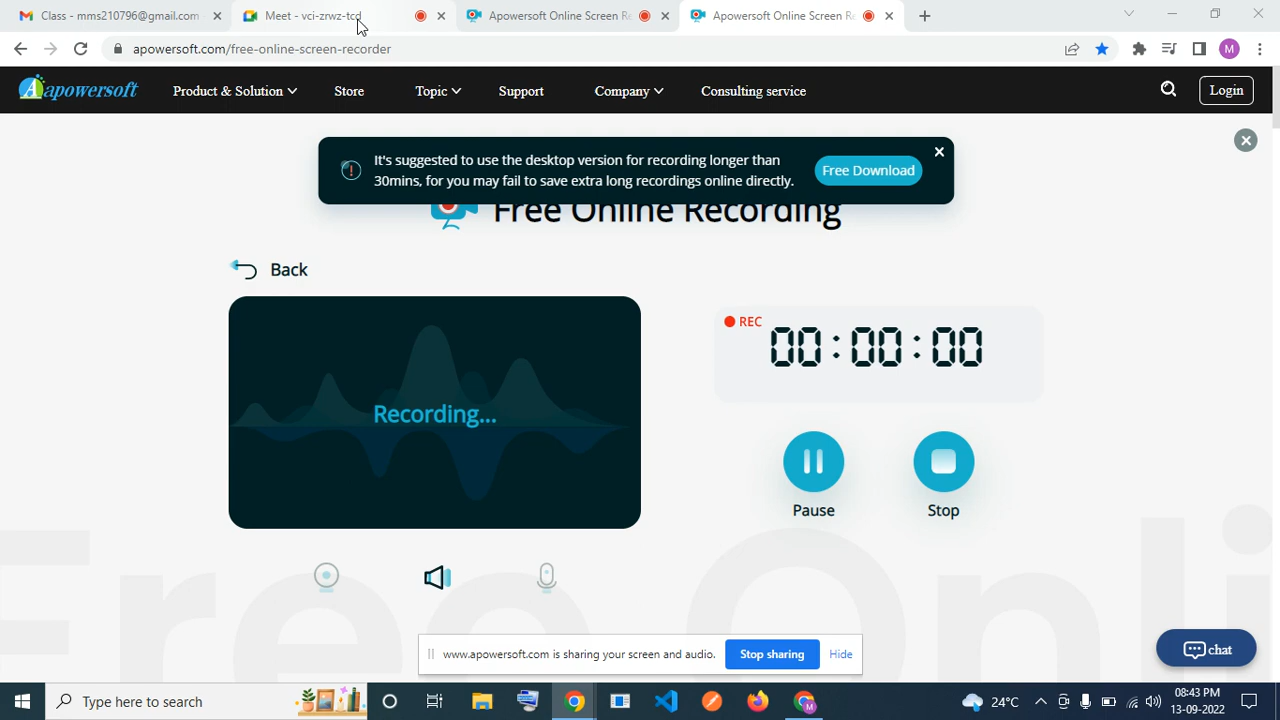 Class - mms210796@gmail.com -
Meet - vci-zrwz-tcd
Apowersoft Online Screen Re
Apowersoft Online Screen Re
apowersoft.com/free-online-screen-recorder
M
Apowersoft
Product & Solution
Store
Topic
Support
Company
Consulting service
Login
It's suggested to use the desktop version for recording longer than
30mins, for you may fail to save extra long recordings online directly.
Free Download
Free Online Recording
Back
Recording...
REC
00:00:00
Pause
Stop
Free Onli
www.apowersoft.com is sharing your screen and audio.
Stop sharing
Hide
chat
Type here to search
24°C
08:43 PM
13-09-2022